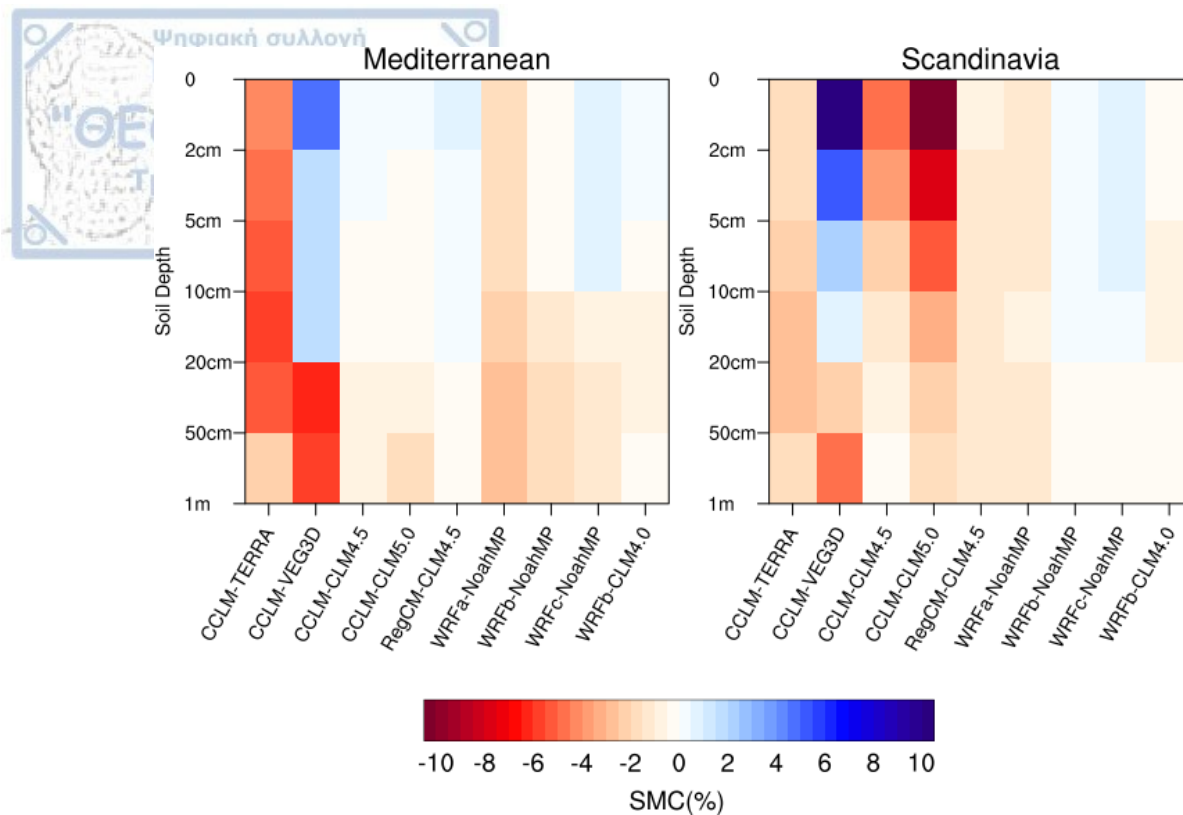 Ψηφιακή συλλογή
"ΘΕ
Mediterranean
Scandinavia
Soil Depth
0
2cm
5cm
10cm
20cm
50cm
1m
CCLM-TERRA
CCLM-VEG3D
CCLM-CLM4.5
CCLM-CLM5.0
RegCM-CLM4.5
WRFa-NoahMP
WRFb-NoahMP
WRFc-NoahMP
WRFb-CLM4.0
Soil Depth
0
2cm
5cm
10cm
20cm
50cm
1m
CCLM-TERRA
CCLM-VEG3D
CCLM-CLM4.5
CCLM-CLM5.0
RegCM-CLM4.5
WRFa-NoahMP
WRFb-NoahMP
WRFc-NoahMP
WRFb-CLM4.0
-10 -8 -6 -4 -2 0 2 4 6 8 10
SMC(%)